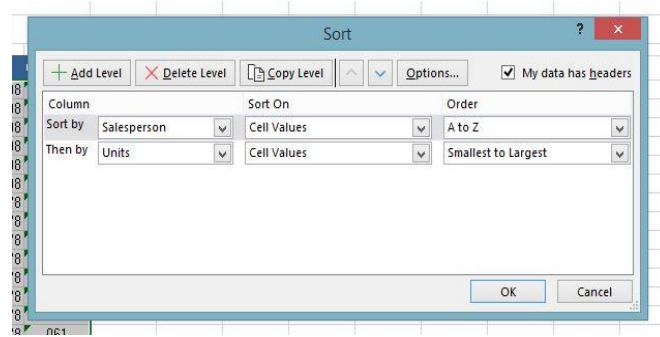 Sort
? ×
Add Level Delete Level Copy Level Options... My data has headers
Column Sort On Order
Sort by Salesperson Cell Values A to Z
Then by Units Cell Values Smallest to Largest
OK Cancel
061